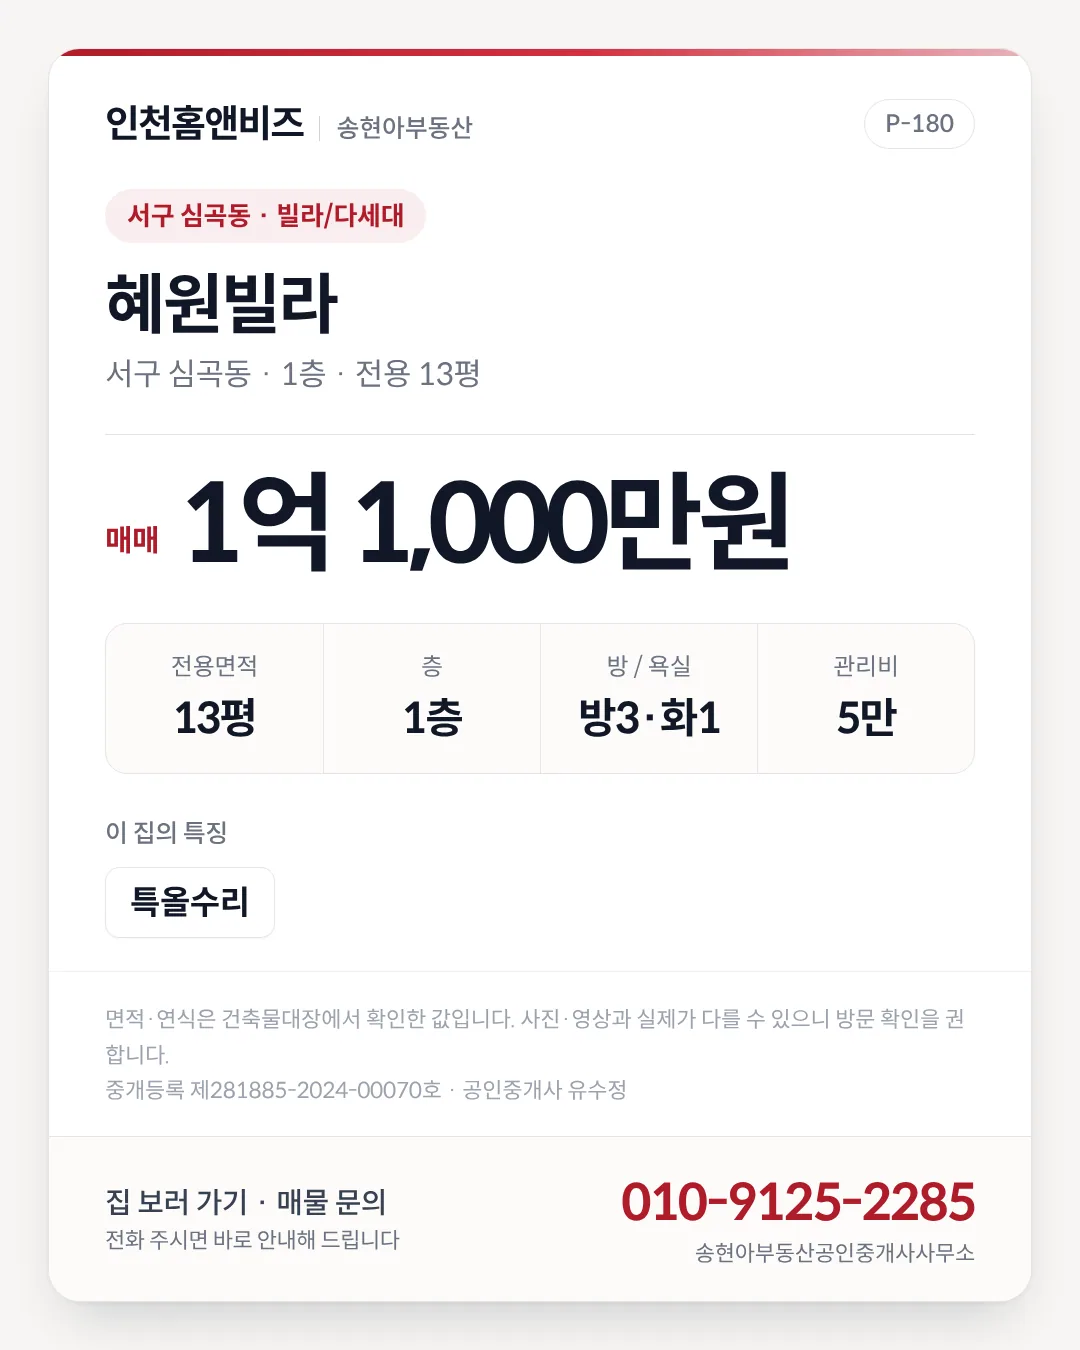 인천홈앤비즈 | 송현아부동산
P-180
서구 심곡동 · 빌라/다세대
혜원빌라
서구 심곡동 · 1층 · 전용 13평
매매 1억 1,000만원
전용면적
13평
층
1층
방 / 욕실
방3·화1
관리비
5만
이 집의 특징
특올수리
면적·연식은 건축물대장에서 확인한 값입니다. 사진·영상과 실제가 다를 수 있으니 방문 확인을 권
합니다.
중개등록 제281885-2024-00070호 · 공인중개사 유수정
집 보러 가기 · 매물 문의
전화 주시면 바로 안내해 드립니다
010-9125-2285
송현아부동산공인중개사사무소